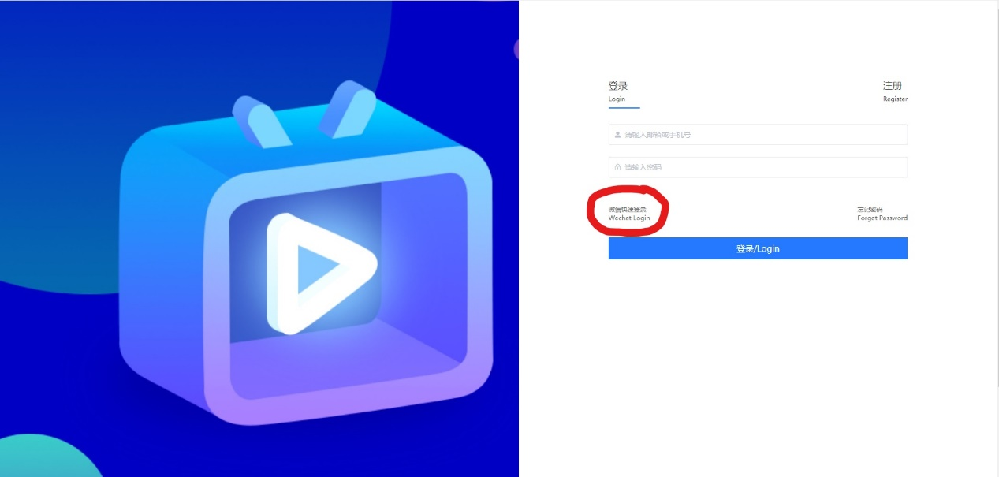 登录
Login
注册
Register
请输入邮箱或手机号
请输入密码
微信快速登录
Wechat Login
忘记密码
Forget Password
登录/Login